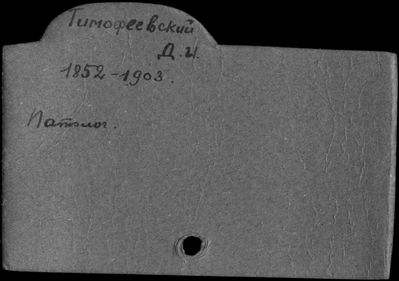 Тимофеевский
Д. И.
1852-1903.
Патолог.